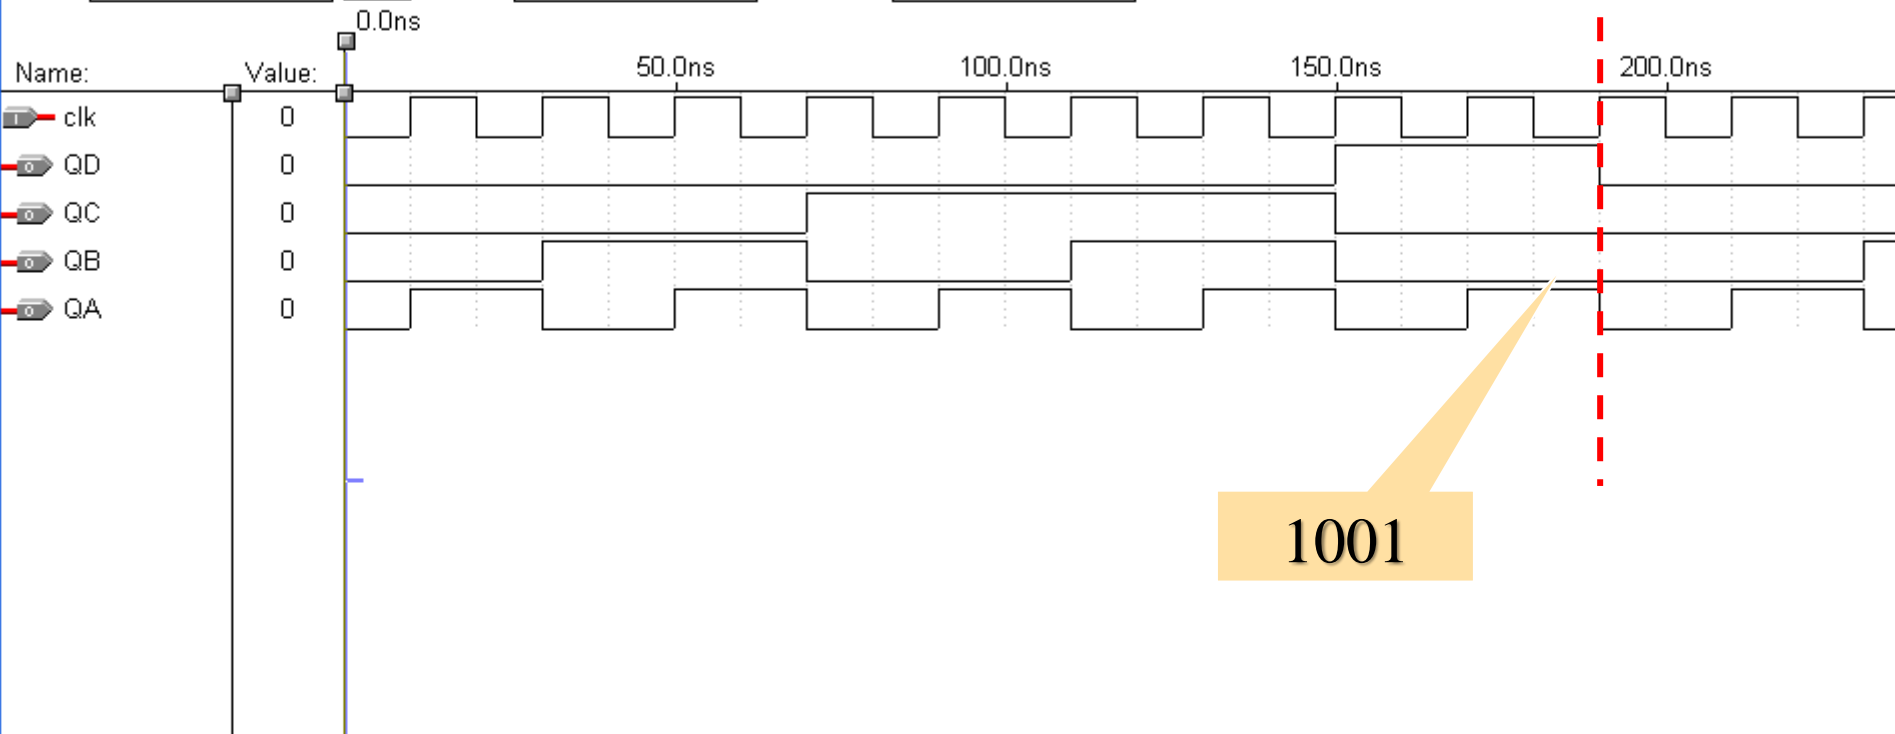 0.0ns
Name: Value: 50.0ns 100.0ns 150.0ns 200.0ns
I clk 0
O QD 0
O QC 0
O QB 0
O QA 0
1001